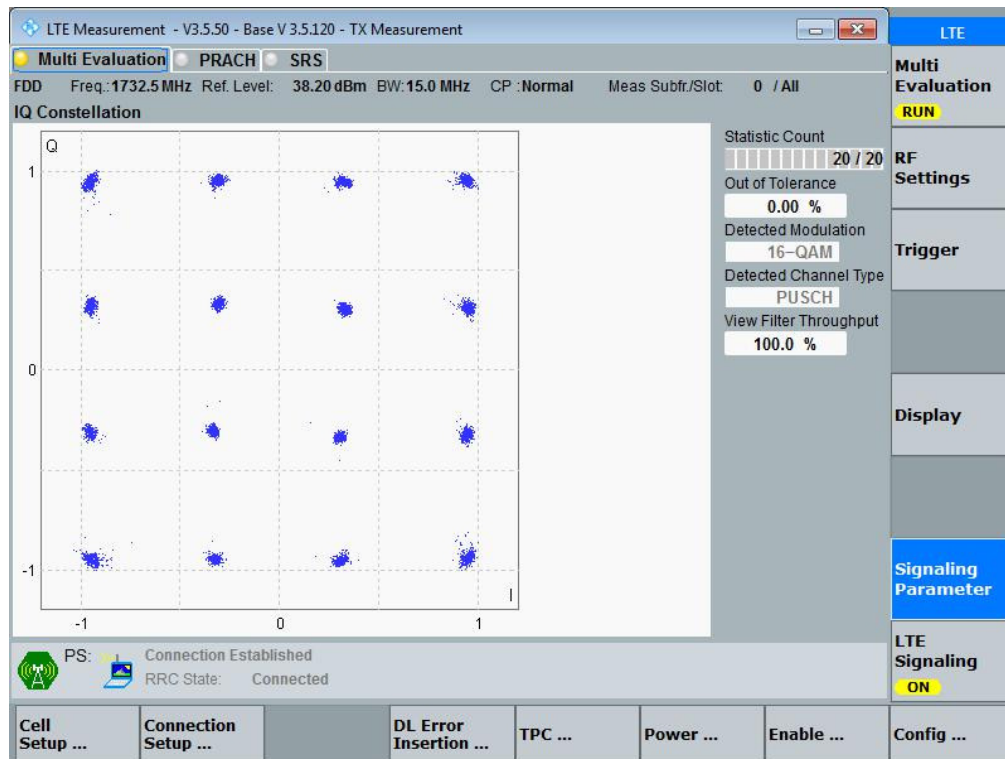 LTE Measurement - V3.5.50 - Base V 3.5.120 - TX Measurement
LTE
Multi Evaluation PRACH SRS
FDD Freq.:1732.5 MHz Ref. Level: 38.20 dBm BW:15.0 MHz CP :Normal Meas Subfr./Slot: 0 / All
IQ Constellation
Q
1
0
-1
-1 0 1
I
Statistic Count
20 / 20
Out of Tolerance
0.00 %
Detected Modulation
16-QAM
Detected Channel Type
PUSCH
View Filter Throughput
100.0 %
Multi
Evaluation
RUN
RF
Settings
Trigger
Display
Signaling
Parameter
LTE
Signaling
ON
PS: Connection Established
RRC State: Connected
Cell
Setup ...
Connection
Setup ...
DL Error
Insertion ...
TPC ...
Power ...
Enable ...
Config ...